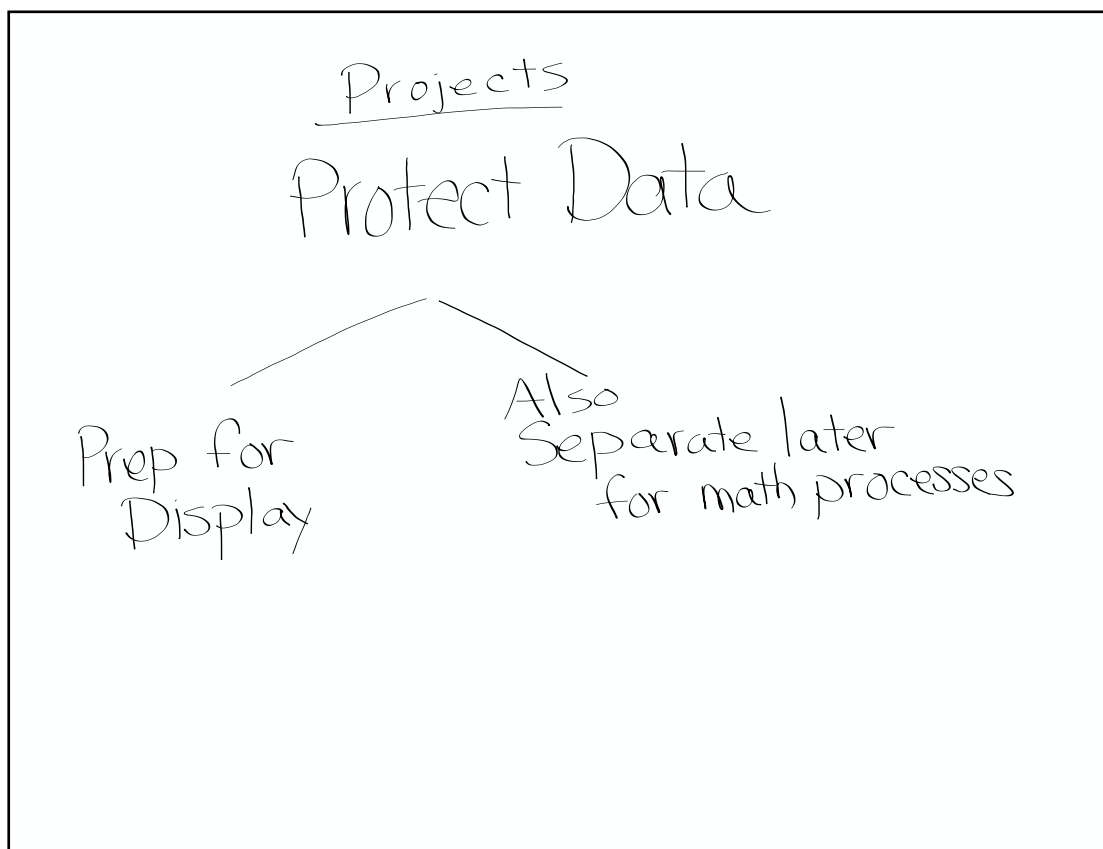 Projects
Protect Data
Prep for
Display
Also
Separate later
for math processes